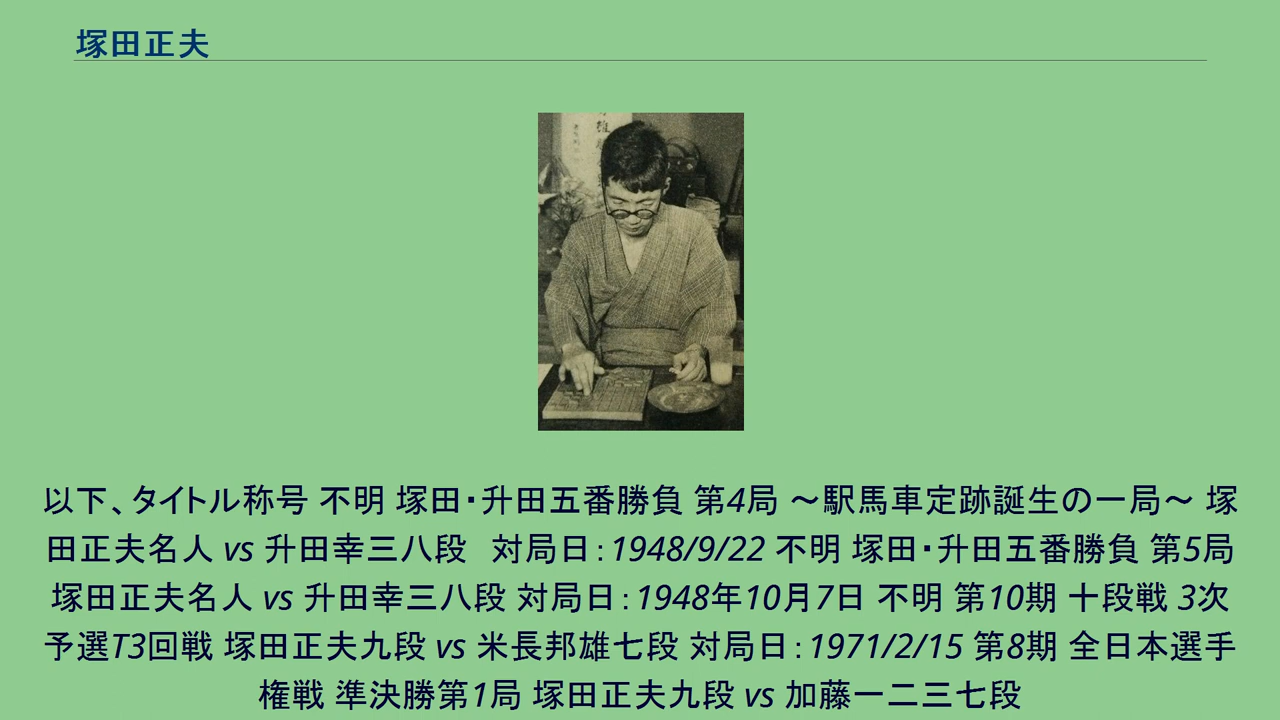 塚田正夫
以下、タイトル称号 不明 塚田・升田五番勝負 第4局 〜駅馬車定跡誕生の一局〜 塚
田正夫名人 vs 升田幸三八段 対局日：1948/9/22 不明 塚田・升田五番勝負 第5局
塚田正夫名人 vs 升田幸三八段 対局日：1948年10月7日 不明 第10期 十段戦 3次
予選T3回戦 塚田正夫九段 vs 米長邦雄七段 対局日：1971/2/15 第8期 全日本選手
権戦 準決勝第1局 塚田正夫九段 vs 加藤一二三七段